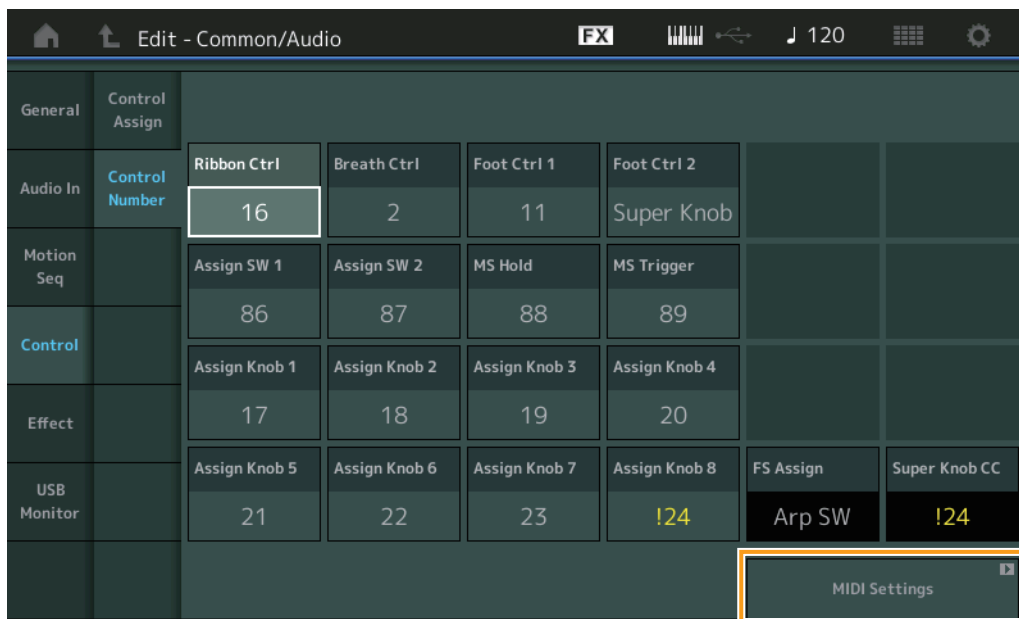 Edit - Common/Audio
FX
♩ 120
General
Audio In
Motion
Seq
Control
Effect
USB
Monitor
Control
Assign
Control
Number
Ribbon Ctrl
Breath Ctrl
Foot Ctrl 1
Foot Ctrl 2
16
2
11
Super Knob
Assign SW 1
Assign SW 2
MS Hold
MS Trigger
86
87
88
89
Assign Knob 1
Assign Knob 2
Assign Knob 3
Assign Knob 4
17
18
19
20
Assign Knob 5
Assign Knob 6
Assign Knob 7
Assign Knob 8
FS Assign
Super Knob CC
21
22
23
!24
Arp SW
!24
MIDI Settings